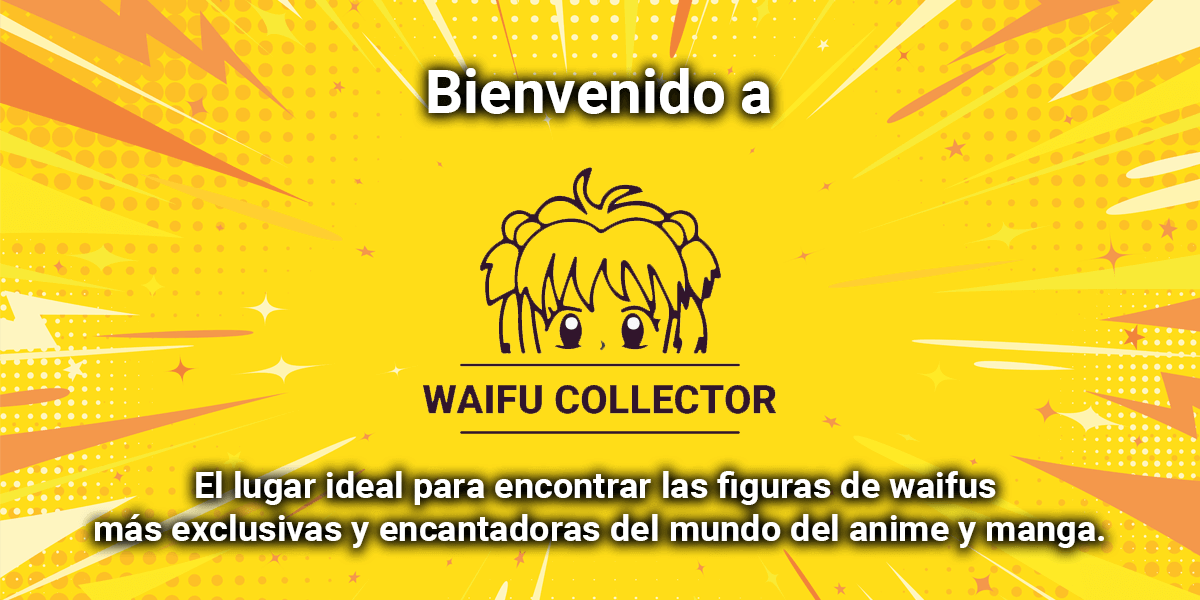 Bienvenido a
WAIFU COLLECTOR
El lugar ideal para encontrar las figuras de waifus
más exclusivas y encantadoras del mundo del anime y manga.